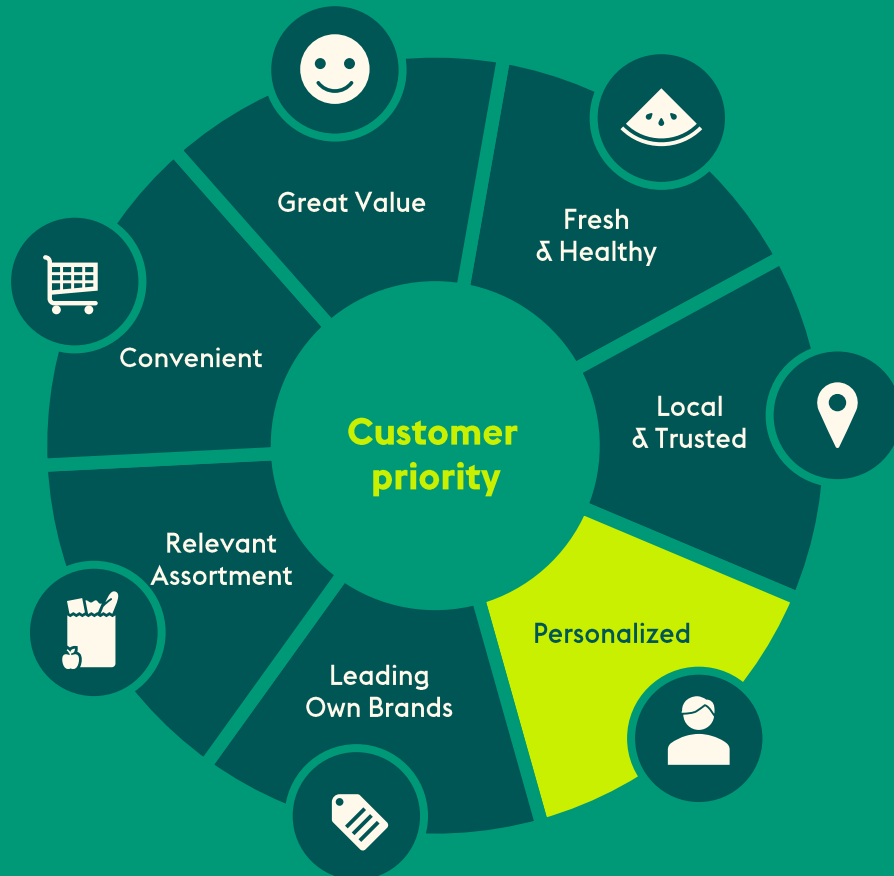 Great Value
Fresh
& Healthy
Local
& Trusted
Personalized
Leading
Own Brands
Relevant
Assortment
Convenient
Customer
priority